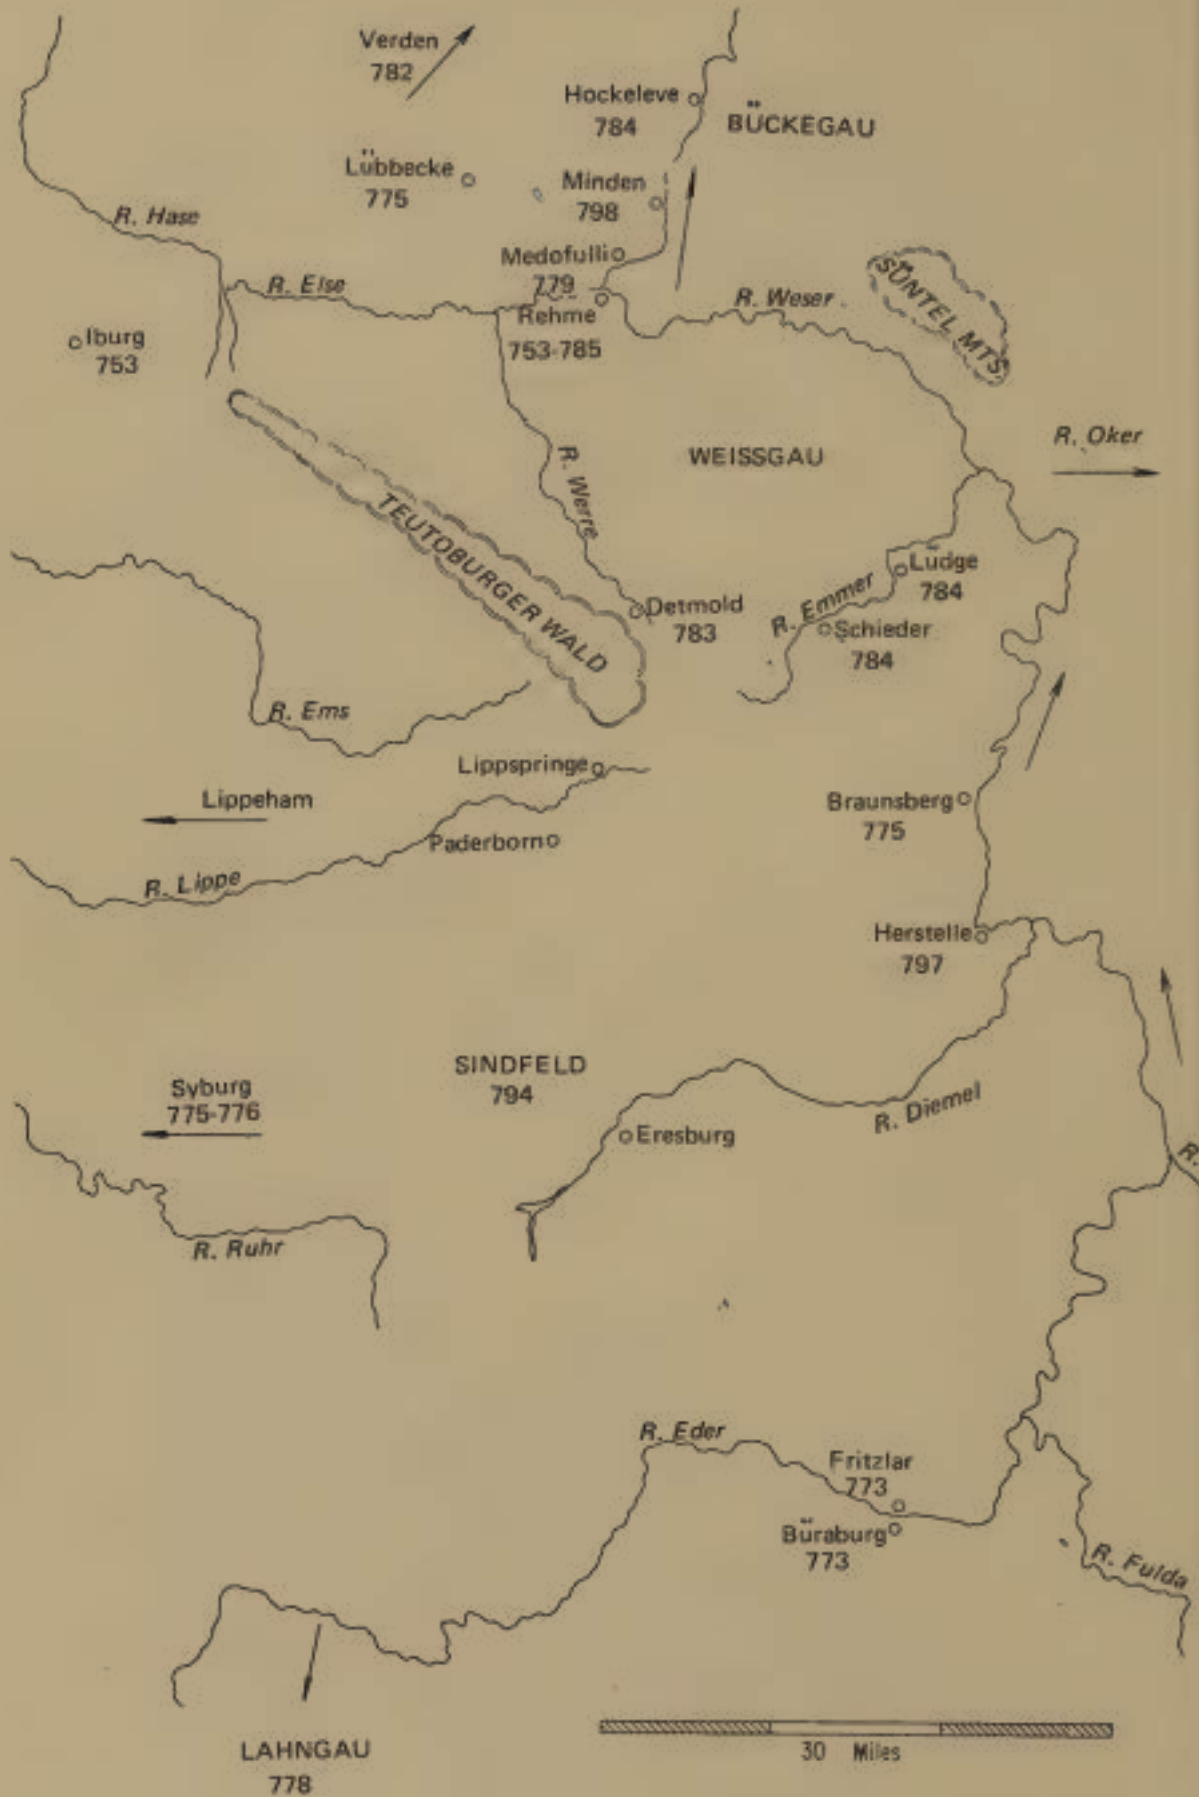 Verden
782
Hockeleve
784
BÜCKEGAU
Lübbecke
775
Minden
798
R. Hase
Medofulli
779
R. Else
Rehme
753-785
R. Weser
SÜNTEL MTS.
Iburg
753
R. Oker
WEISSGAU
R. Werre
TEUTOBURGER WALD
Lüdge
784
R. Emmer
Detmold
783
Schieder
784
R. Ems
Lippspringe
Lippeham
Braunsberg
775
Paderborn
R. Lippe
Herstelle
797
SINDFELD
794
Syburg
775-776
R. Diemel
Eresburg
R.
R. Ruhr
R. Eder
Fritzlar
773
Büraburg
773
R. Fulda
30 Miles
LAHNGAU
778